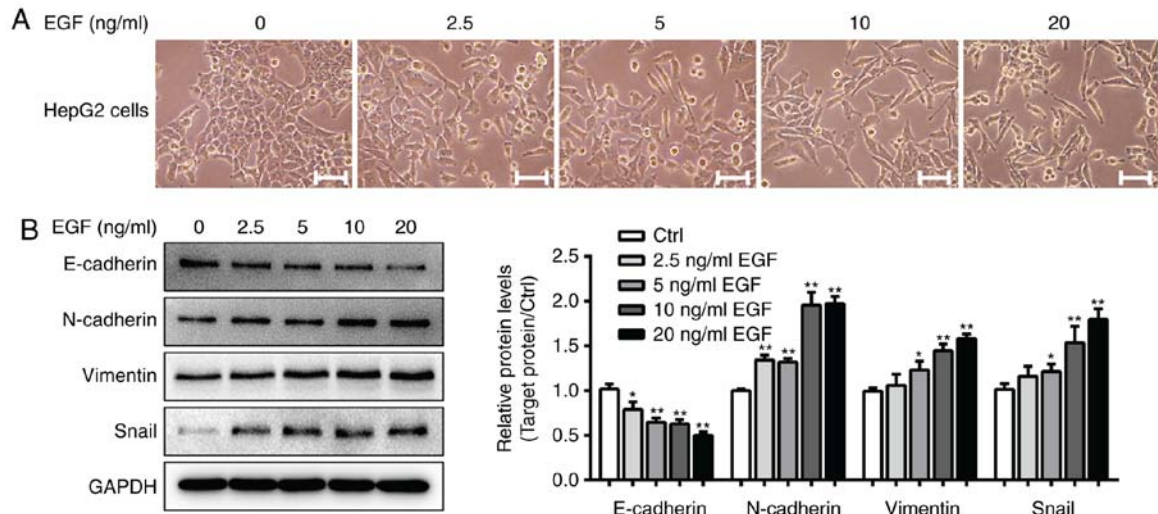 A
EGF (ng/ml) 0 2.5 5 10 20
HepG2 cells
B
EGF (ng/ml) 0 2.5 5 10 20
E-cadherin
N-cadherin
Vimentin
Snail
GAPDH
Relative protein levels
(Target protein/Ctrl)
2.5
2.0
1.5
1.0
0.5
0.0
Ctrl
2.5 ng/ml EGF
5 ng/ml EGF
10 ng/ml EGF
20 ng/ml EGF
* ** ** **
** ** ** **
* ** **
* ** **
E-cadherin N-cadherin Vimentin Snail